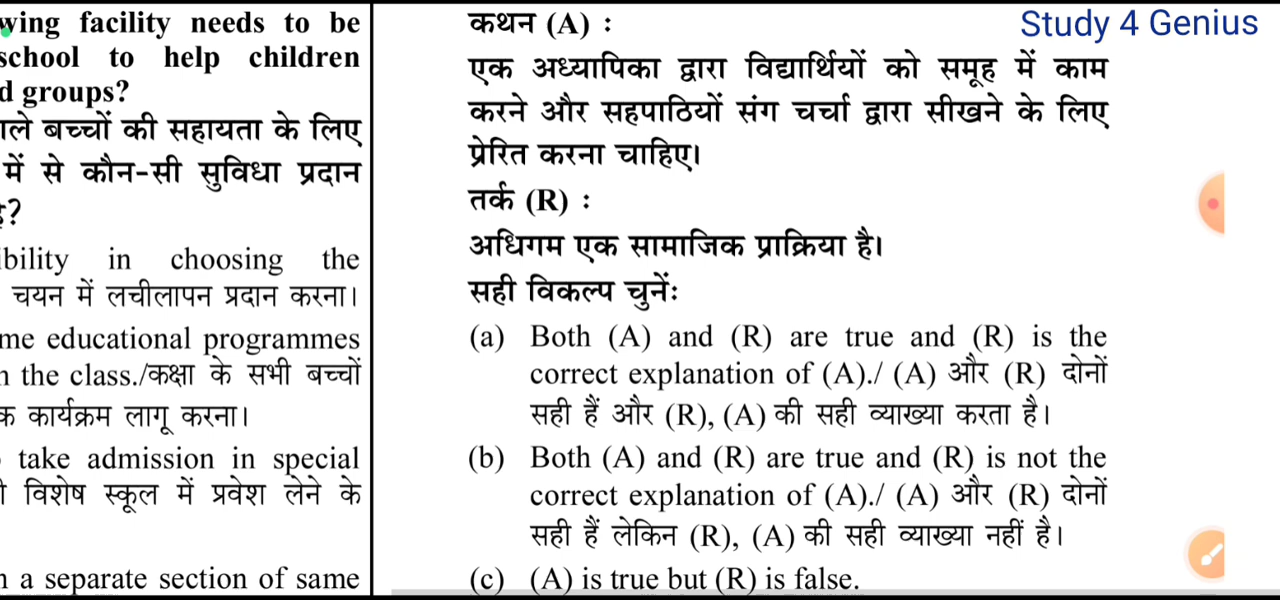 wing facility needs to be
school to help children
d groups?
वाले बच्चों की सहायता के लिए
में से कौन-सी सुविधा प्रदान
है?
ibility in choosing the
चयन में लचीलापन प्रदान करना।
me educational programmes
n the class./कक्षा के सभी बच्चों
क कार्यक्रम लागू करना।
take admission in special
विशेष स्कूल में प्रवेश लेने के
n a separate section of same
Study 4 Genius
कथन (A) :
एक अध्यापिका द्वारा विद्यार्थियों को समूह में काम
करने और सहपाठियों संग चर्चा द्वारा सीखने के लिए
प्रेरित करना चाहिए।
तर्क (R) :
अधिगम एक सामाजिक प्राक्रिया है।
सही विकल्प चुनेंः
(a) Both (A) and (R) are true and (R) is the
correct explanation of (A)./ (A) और (R) दोनों
सही हैं और (R), (A) की सही व्याख्या करता है।
(b) Both (A) and (R) are true and (R) is not the
correct explanation of (A)./ (A) और (R) दोनों
सही हैं लेकिन (R), (A) की सही व्याख्या नहीं है।
(c) (A) is true but (R) is false.